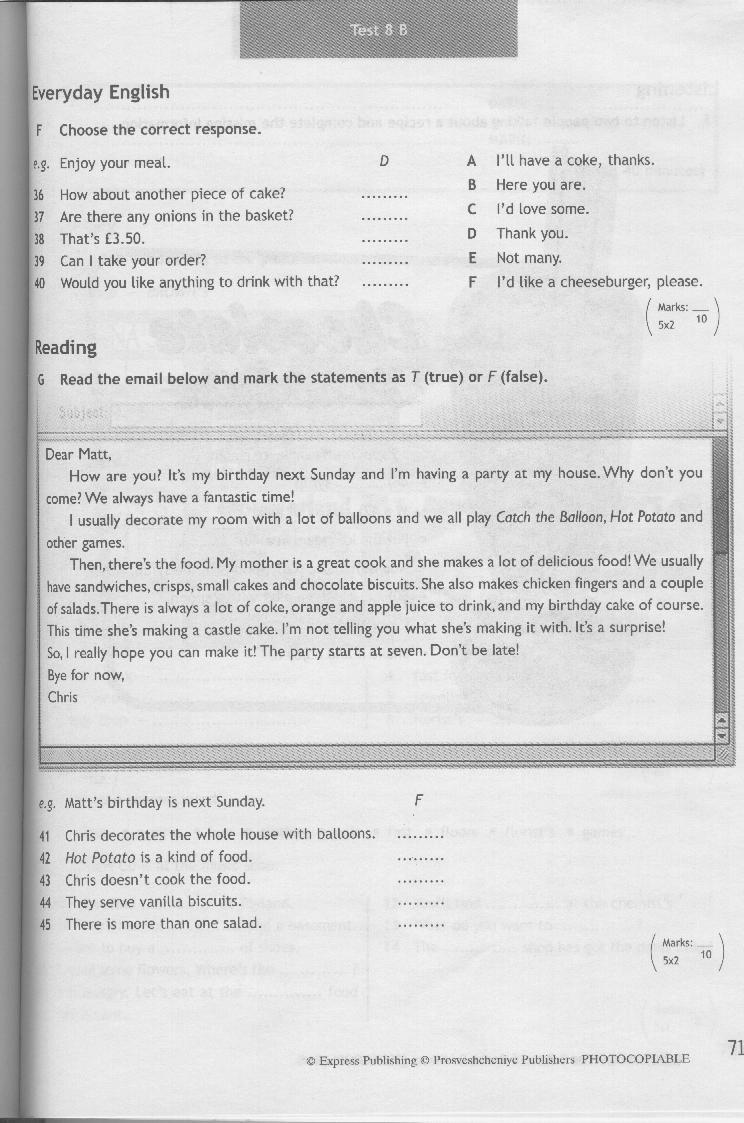 Test 8 B
Everyday English
F Choose the correct response.
e.g. Enjoy your meal. D
36 How about another piece of cake? .........
37 Are there any onions in the basket? .........
38 That's £3.50. .........
39 Can I take your order? .........
40 Would you like anything to drink with that? .........
A I'll have a coke, thanks.
B Here you are.
C I'd love some.
D Thank you.
E Not many.
F I'd like a cheeseburger, please.
Marks: __
5x2 10
Reading
G Read the email below and mark the statements as T (true) or F (false).
Subject:
Dear Matt,
How are you? It's my birthday next Sunday and I'm having a party at my house. Why don't you
come? We always have a fantastic time!
I usually decorate my room with a lot of balloons and we all play Catch the Balloon, Hot Potato and
other games.
Then, there's the food. My mother is a great cook and she makes a lot of delicious food! We usually
have sandwiches, crisps, small cakes and chocolate biscuits. She also makes chicken fingers and a couple
of salads. There is always a lot of coke, orange and apple juice to drink, and my birthday cake of course.
This time she's making a castle cake. I'm not telling you what she's making it with. It's a surprise!
So, I really hope you can make it! The party starts at seven. Don't be late!
Bye for now,
Chris
e.g. Matt's birthday is next Sunday. F
41 Chris decorates the whole house with balloons. .........
42 Hot Potato is a kind of food. .........
43 Chris doesn't cook the food. .........
44 They serve vanilla biscuits. .........
45 There is more than one salad. .........
Marks: __
5x2 10
71
© Express Publishing © Prosveshcheniye Publishers PHOTOCOPIABLE